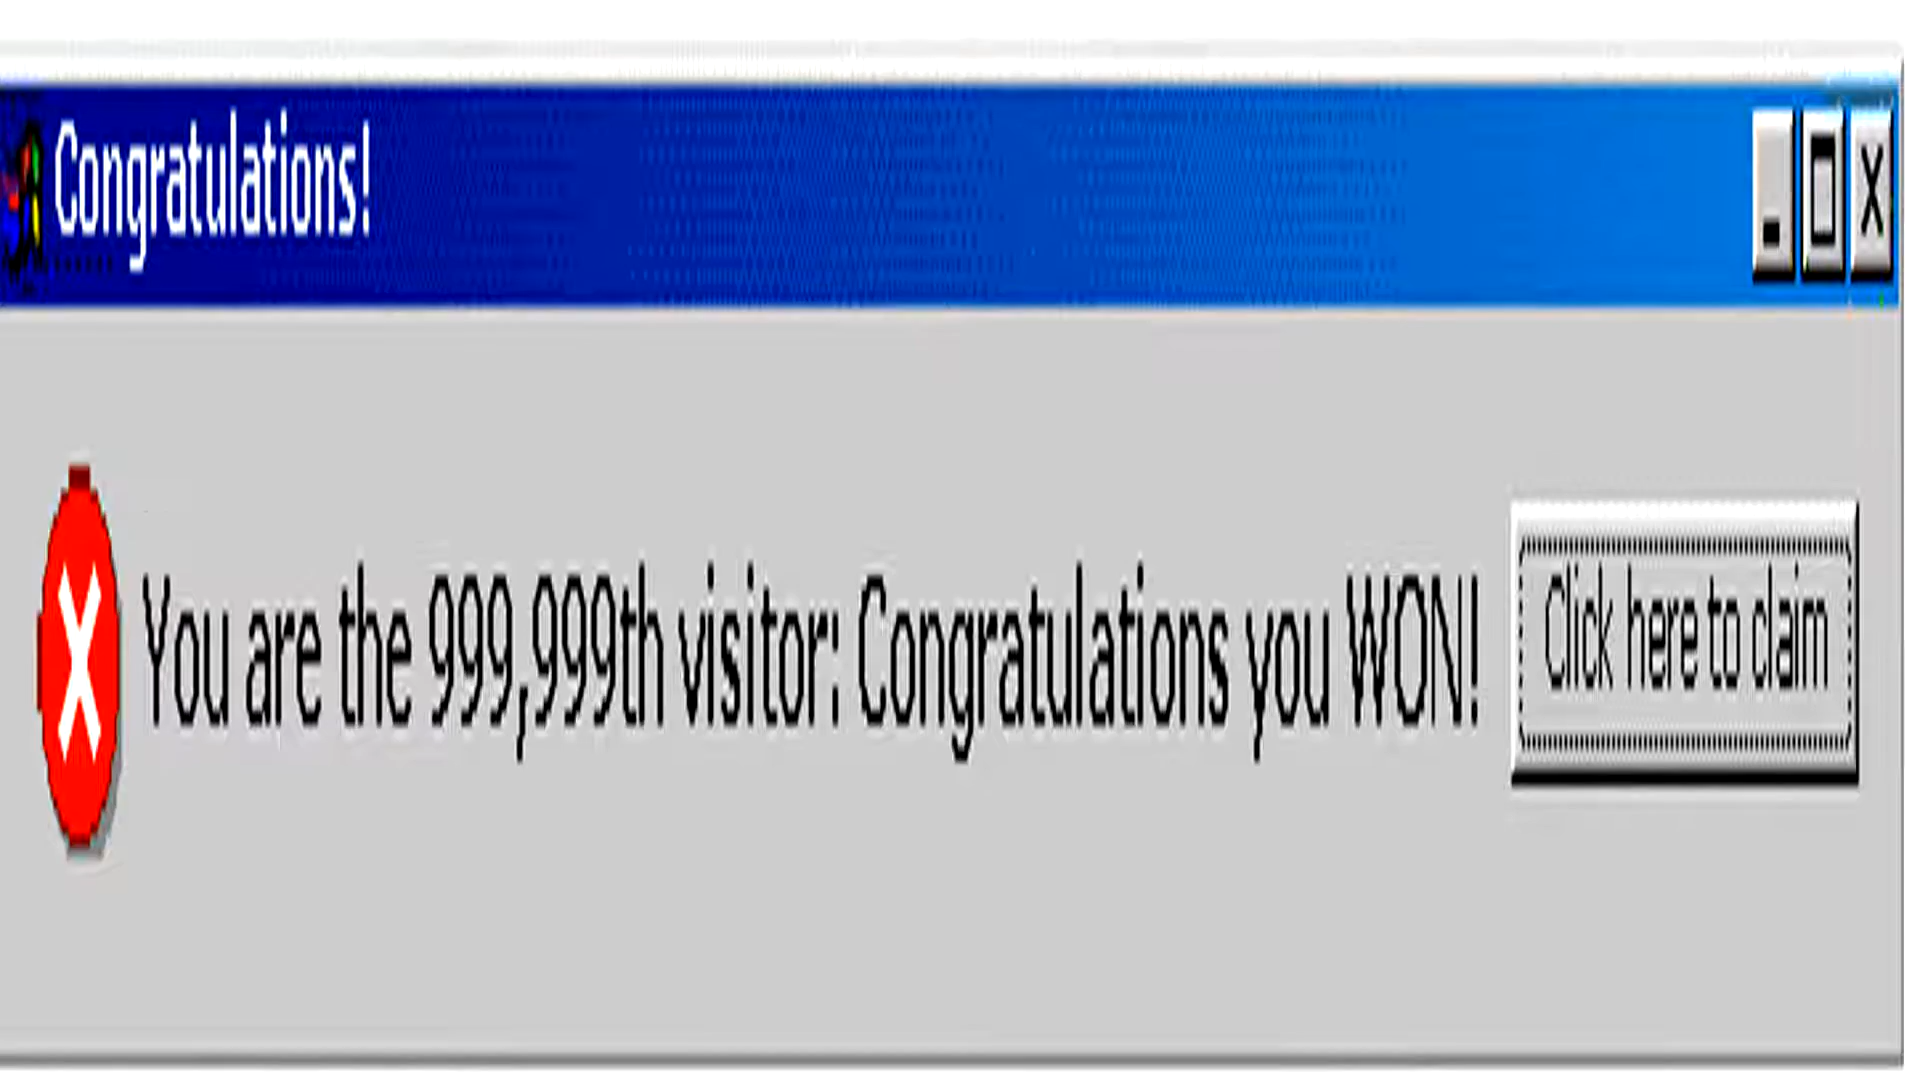 Congratulations!
You are the 999,999th visitor: Congratulations you WON!
Click here to claim